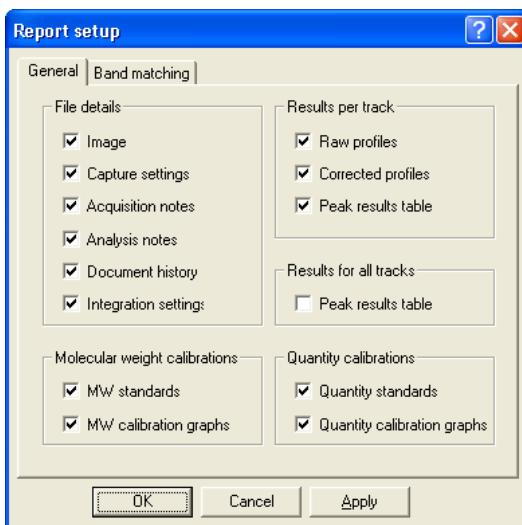 Report setup
General
Band matching
File details
Image
Capture settings
Acquisition notes
Analysis notes
Document history
Integration settings
Results per track
Raw profiles
Corrected profiles
Peak results table
Results for all tracks
Peak results table
Molecular weight calibrations
MW standards
MW calibration graphs
Quantity calibrations
Quantity standards
Quantity calibration graphs
OK
Cancel
Apply